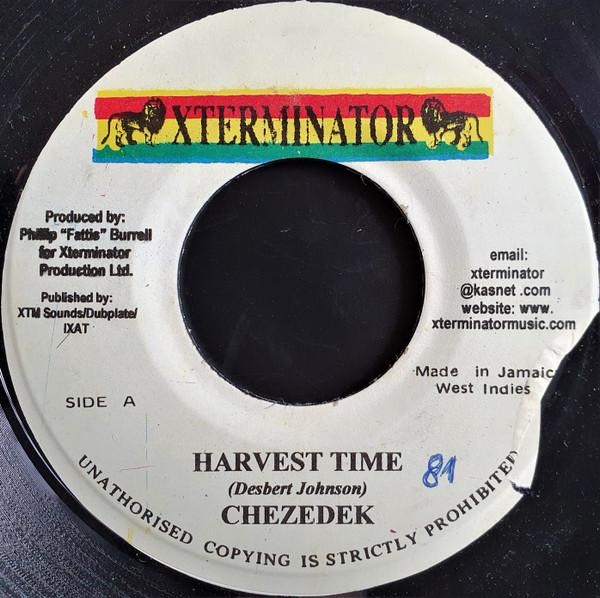 XTERMINATOR
Produced by:
Phillip "Fattis" Burrell
for Xterminator
Production Ltd.
Published by:
XTM Sounds/Dubplate/
IXAT
SIDE A
email:
xterminator
@kasnet .com
website: www.
xterminatormusic.com
Made in Jamaic
West Indies
HARVEST TIME
81
(Desbert Johnson)
CHEZEDEK
UNATHORISED COPYING IS STRICTLY PROHIBITED